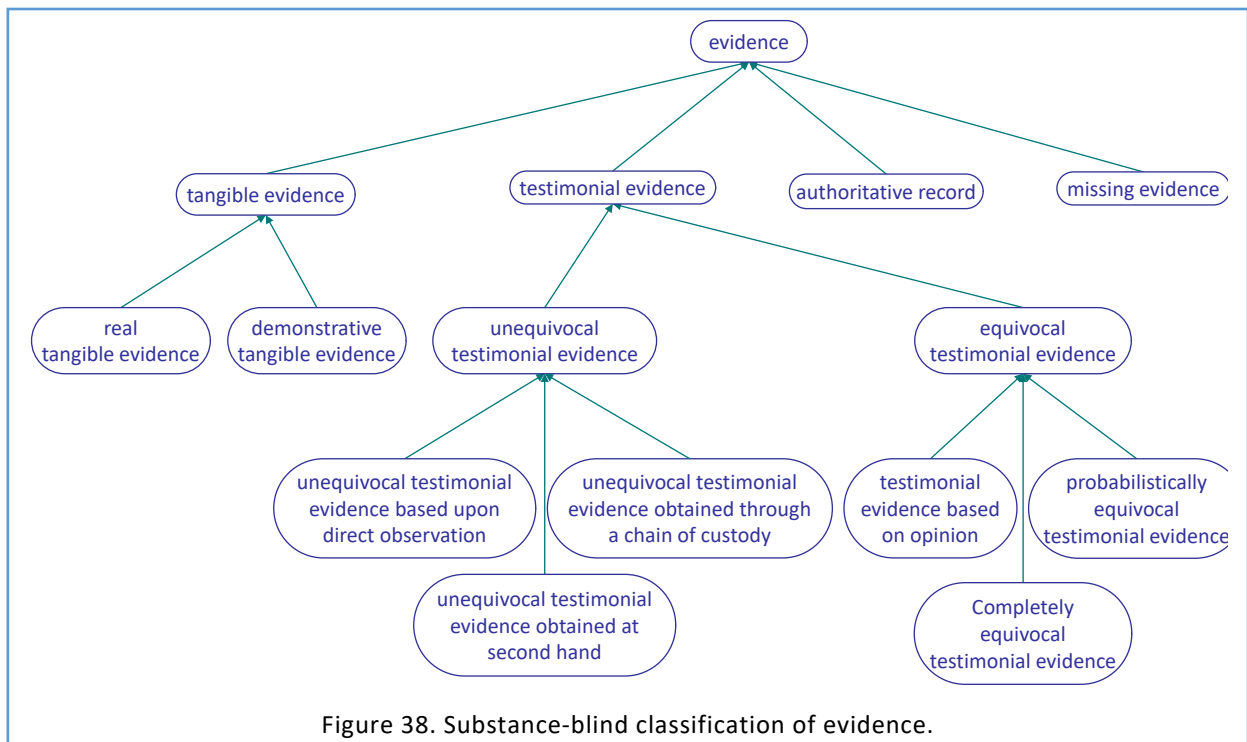 evidence
tangible evidence
testimonial evidence
authoritative record
missing evidence
real
tangible evidence
demonstrative
tangible evidence
unequivocal
testimonial evidence
equivocal
testimonial evidence
unequivocal testimonial
evidence based upon
direct observation
unequivocal testimonial
evidence obtained through
a chain of custody
testimonial
evidence based
on opinion
probabilistically
equivocal
testimonial evidence
unequivocal testimonial
evidence obtained at
second hand
Completely
equivocal
testimonial evidence
Figure 38. Substance-blind classification of evidence.